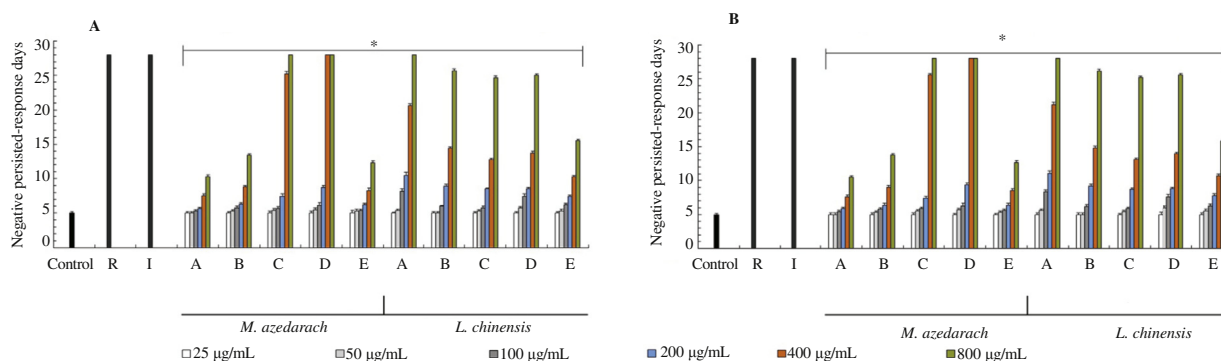 A
Negative persisted-response days
30
25
20
15
10
5
0
*
Control R I A B C D E A B C D E
M. azedarach L. chinensis
B
Negative persisted-response days
30
25
20
15
10
5
0
*
Control R I A B C D E A B C D E
M. azedarach L. chinensis
25 µg/mL 50 µg/mL 100 µg/mL 200 µg/mL 400 µg/mL 800 µg/mL